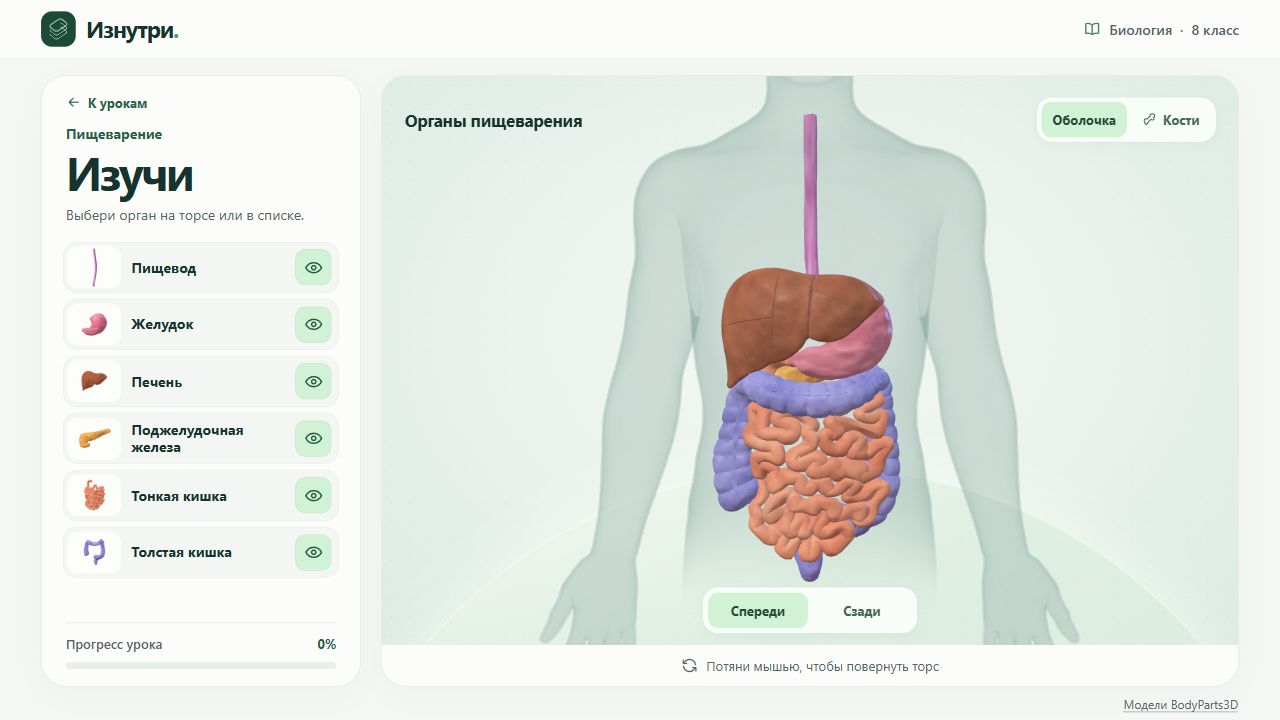 Изнутри.
Биология · 8 класс
К урокам
Пищеварение
Изучи
Выбери орган на торсе или в списке.
Пищевод
Желудок
Печень
Поджелудочная
железа
Тонкая кишка
Толстая кишка
Прогресс урока 0%
Органы пищеварения
Оболочка Кости
Спереди Сзади
Потяни мышью, чтобы повернуть торс
Модели BodyParts3D